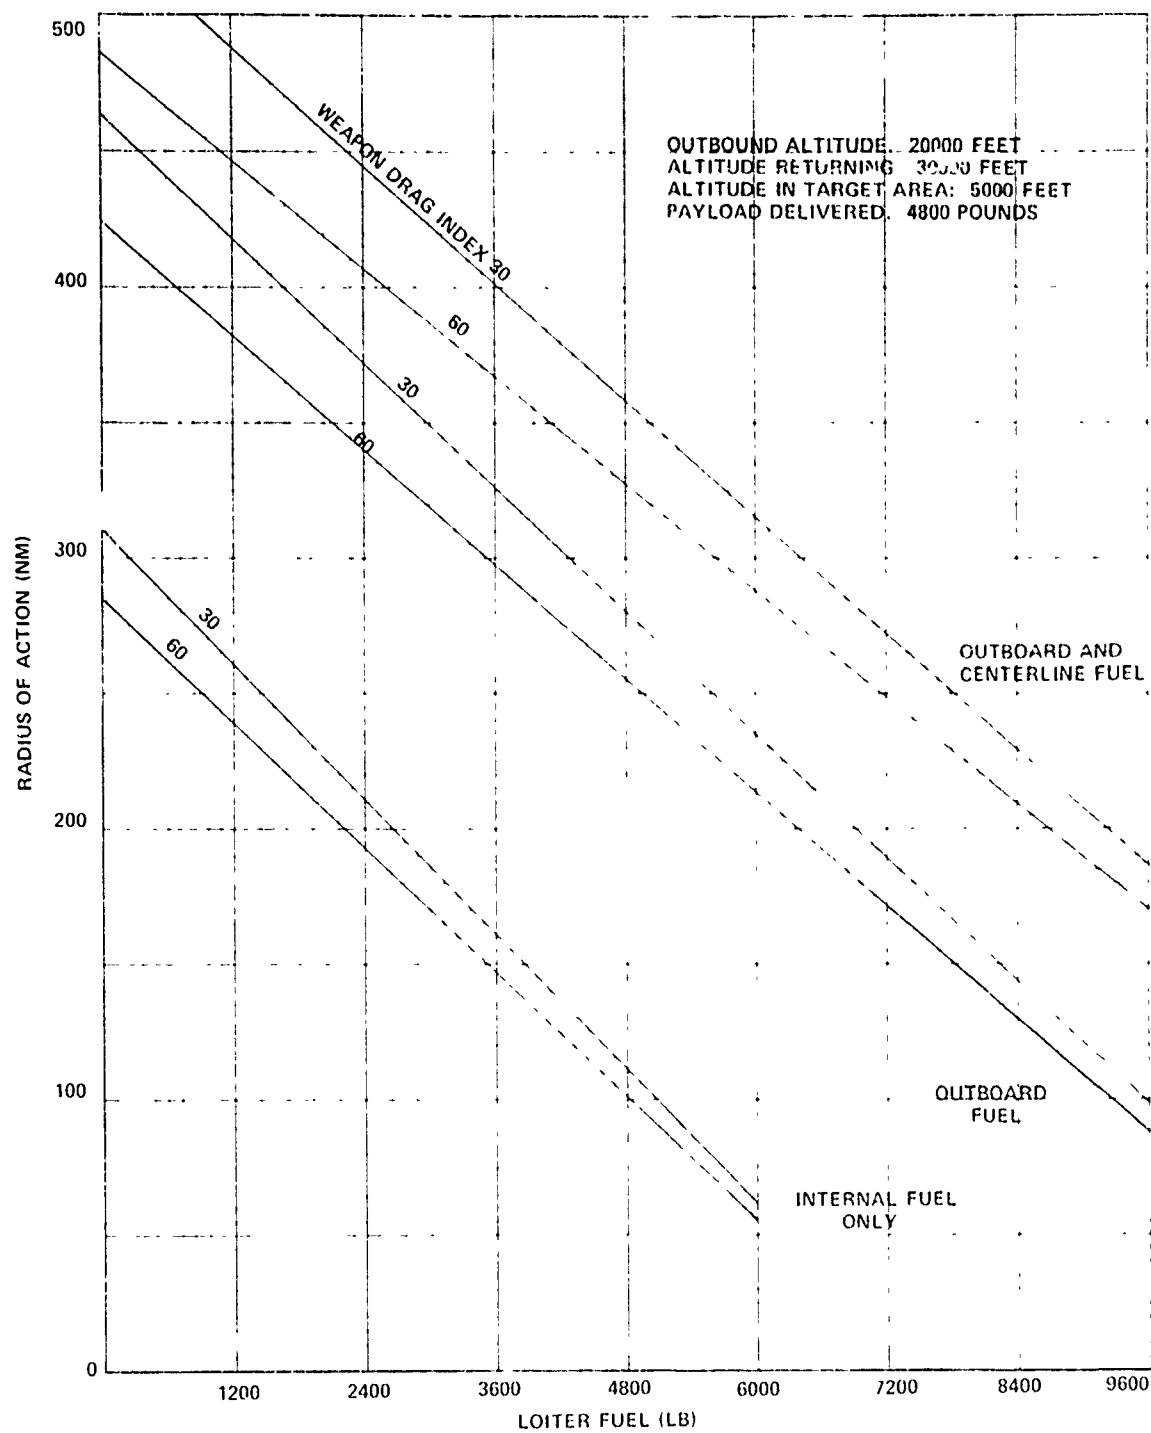 500
400
300
200
100
0
RADIUS OF ACTION (NM)
WEAPON DRAG INDEX 30
60
30
60
30
60
OUTBOUND ALTITUDE. 20000 FEET
ALTITUDE RETURNING 30000 FEET
ALTITUDE IN TARGET AREA: 5000 FEET
PAYLOAD DELIVERED. 4800 POUNDS
OUTBOARD AND
CENTERLINE FUEL
OUTBOARD
FUEL
INTERNAL FUEL
ONLY
1200 2400 3600 4800 6000 7200 8400 9600
LOITER FUEL (LB)